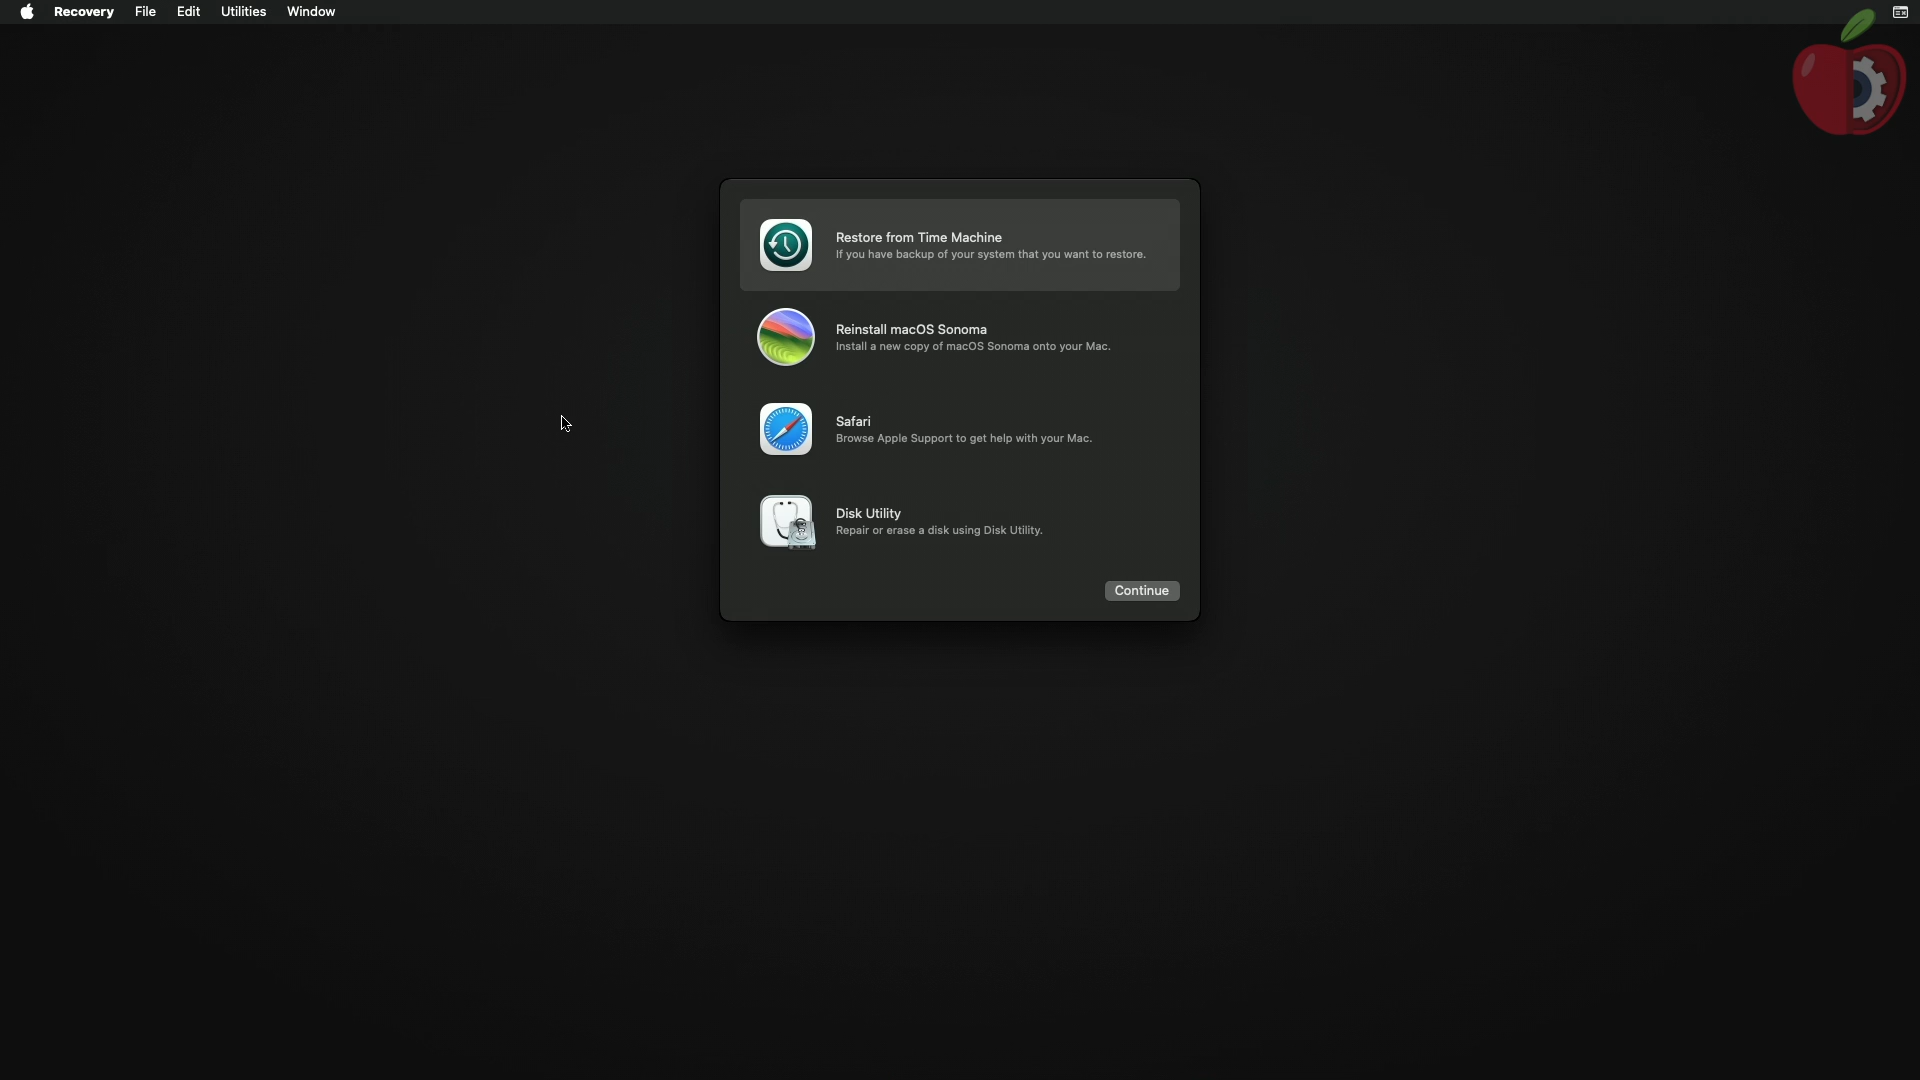 Recovery File Edit Utilities Window
Restore from Time Machine
If you have backup of your system that you want to restore.
Reinstall macOS Sonoma
Install a new copy of macOS Sonoma onto your Mac.
Safari
Browse Apple Support to get help with your Mac.
Disk Utility
Repair or erase a disk using Disk Utility.
Continue